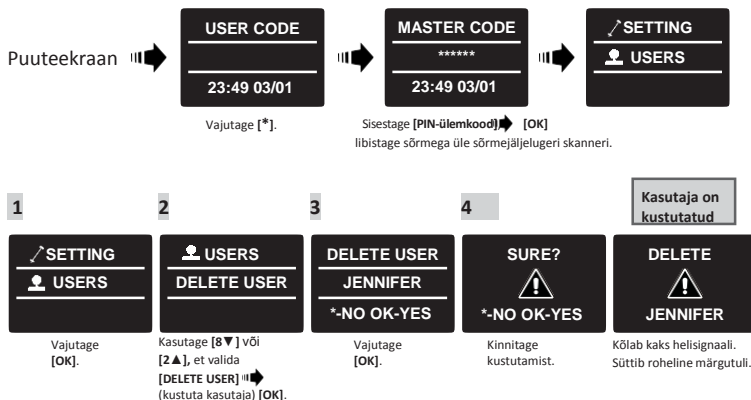 Puuteekraan
USER CODE
23:49 03/01
Vajutage [*].
MASTER CODE
******
23:49 03/01
Sisestage [PIN-ülemkood] [OK]
libistage sõrmega üle sõrmejäljelugeri skanneri.
SETTING
USERS
1
SETTING
USERS
Vajutage
[OK].
2
USERS
DELETE USER
Kasutage [8▼] või
[2▲], et valida
[DELETE USER]
(kustuta kasutaja) [OK].
3
DELETE USER
JENNIFER
*-NO OK-YES
Vajutage
[OK].
4
SURE?
*-NO OK-YES
Kinnitage
kustutamist.
Kasutaja on
kustutatud
DELETE
JENNIFER
Kõlab kaks helisignaali.
Süttib roheline märgutuli.